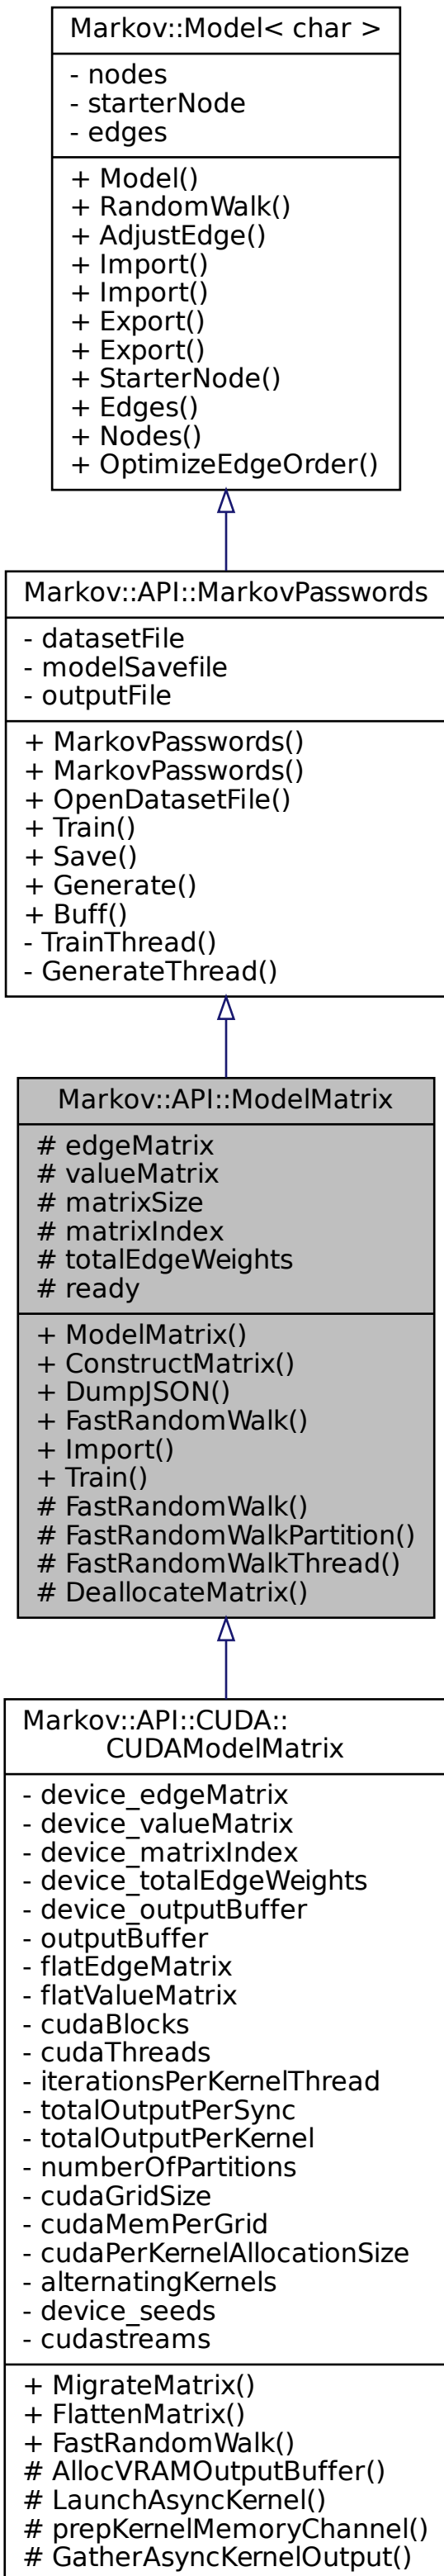 Markov::Model< char >
- nodes
- starterNode
- edges
+ Model()
+ RandomWalk()
+ AdjustEdge()
+ Import()
+ Import()
+ Export()
+ Export()
+ StarterNode()
+ Edges()
+ Nodes()
+ OptimizeEdgeOrder()
Markov::API::MarkovPasswords
- datasetFile
- modelSavefile
- outputFile
+ MarkovPasswords()
+ MarkovPasswords()
+ OpenDatasetFile()
+ Train()
+ Save()
+ Generate()
+ Buff()
- TrainThread()
- GenerateThread()
Markov::API::ModelMatrix
# edgeMatrix
# valueMatrix
# matrixSize
# matrixIndex
# totalEdgeWeights
# ready
+ ModelMatrix()
+ ConstructMatrix()
+ DumpJSON()
+ FastRandomWalk()
+ Import()
+ Train()
# FastRandomWalk()
# FastRandomWalkPartition()
# FastRandomWalkThread()
# DeallocateMatrix()
Markov::API::CUDA::
CUDAModelMatrix
- device_edgeMatrix
- device_valueMatrix
- device_matrixIndex
- device_totalEdgeWeights
- device_outputBuffer
- outputBuffer
- flatEdgeMatrix
- flatValueMatrix
- cudaBlocks
- cudaThreads
- iterationsPerKernelThread
- totalOutputPerSync
- totalOutputPerKernel
- numberOfPartitions
- cudaGridSize
- cudaMemPerGrid
- cudaPerKernelAllocationSize
- alternatingKernels
- device_seeds
- cudastreams
+ MigrateMatrix()
+ FlattenMatrix()
+ FastRandomWalk()
# AllocVRAMOutputBuffer()
# LaunchAsyncKernel()
# prepKernelMemoryChannel()
# GatherAsyncKernelOutput()